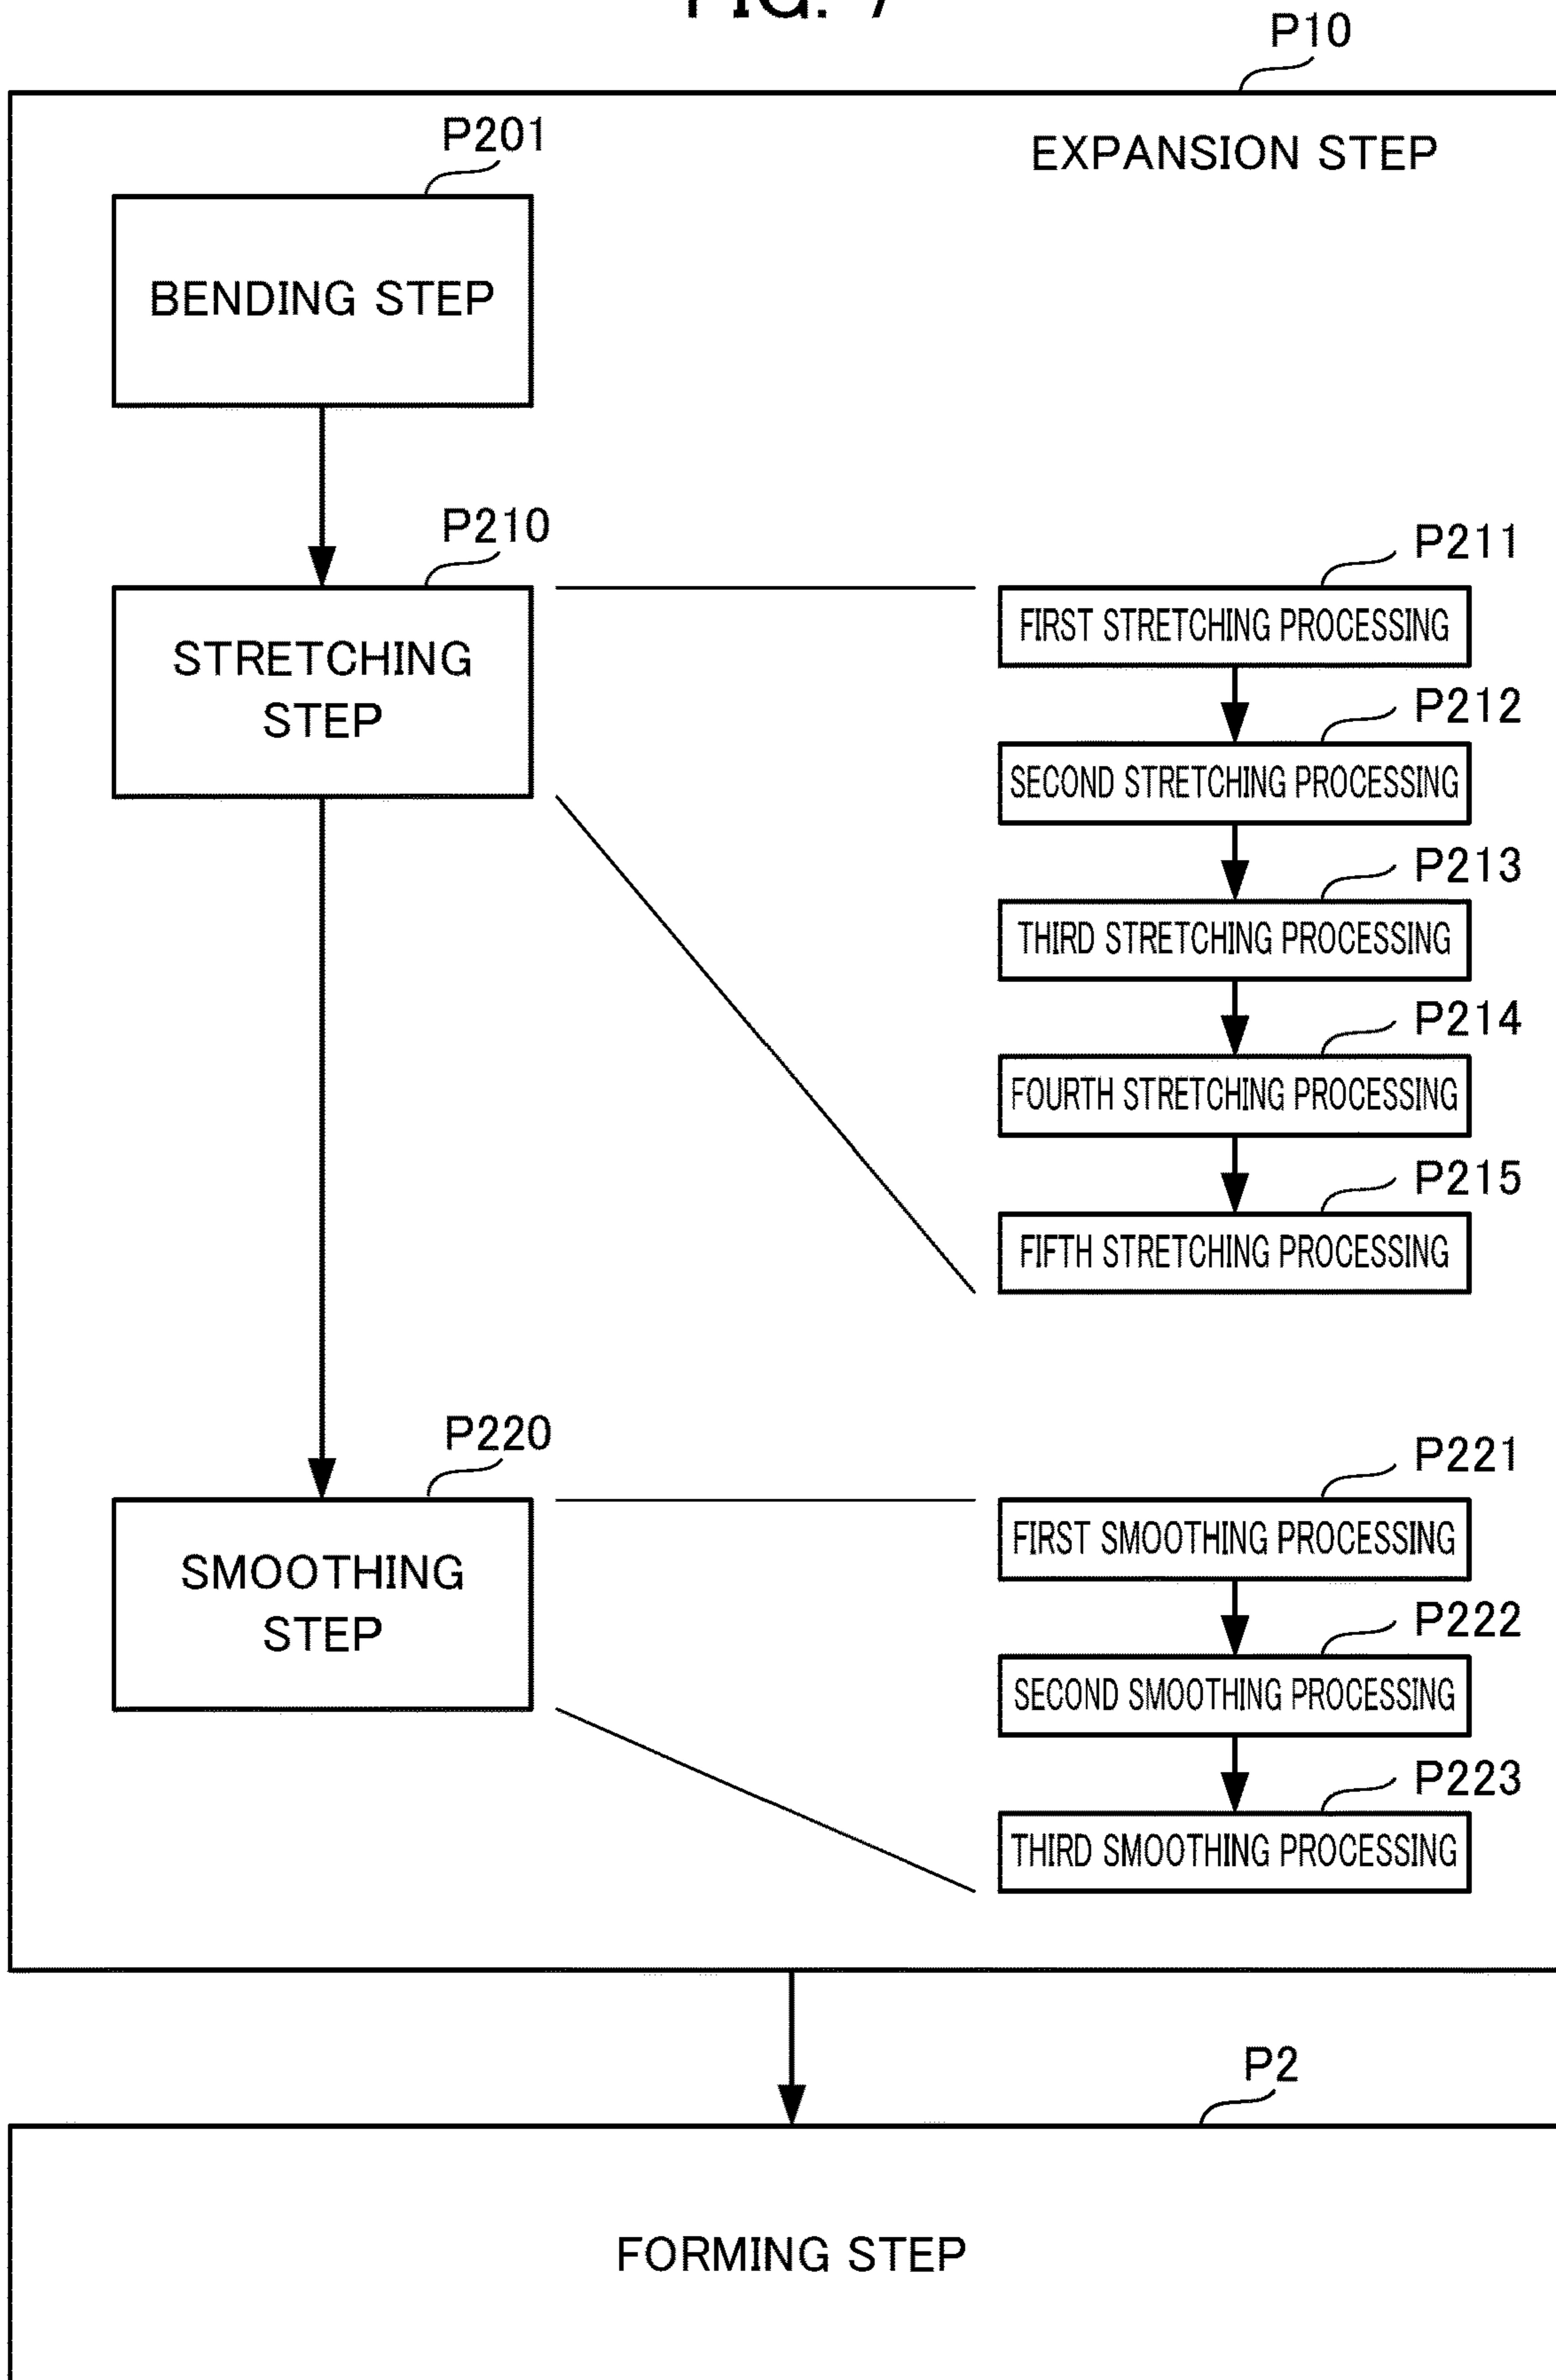 FIG. 7
P10
EXPANSION STEP
P201
BENDING STEP
P210
STRETCHING
STEP
P211
FIRST STRETCHING PROCESSING
P212
SECOND STRETCHING PROCESSING
P213
THIRD STRETCHING PROCESSING
P214
FOURTH STRETCHING PROCESSING
P215
FIFTH STRETCHING PROCESSING
P220
SMOOTHING
STEP
P221
FIRST SMOOTHING PROCESSING
P222
SECOND SMOOTHING PROCESSING
P223
THIRD SMOOTHING PROCESSING
P2
FORMING STEP